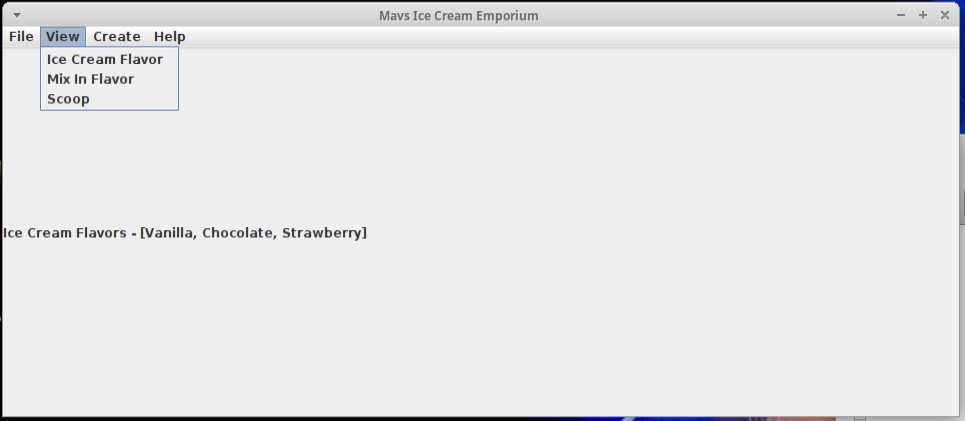 Mavs Ice Cream Emporium
File View Create Help
Ice Cream Flavor
Mix In Flavor
Scoop
Ice Cream Flavors - [Vanilla, Chocolate, Strawberry]